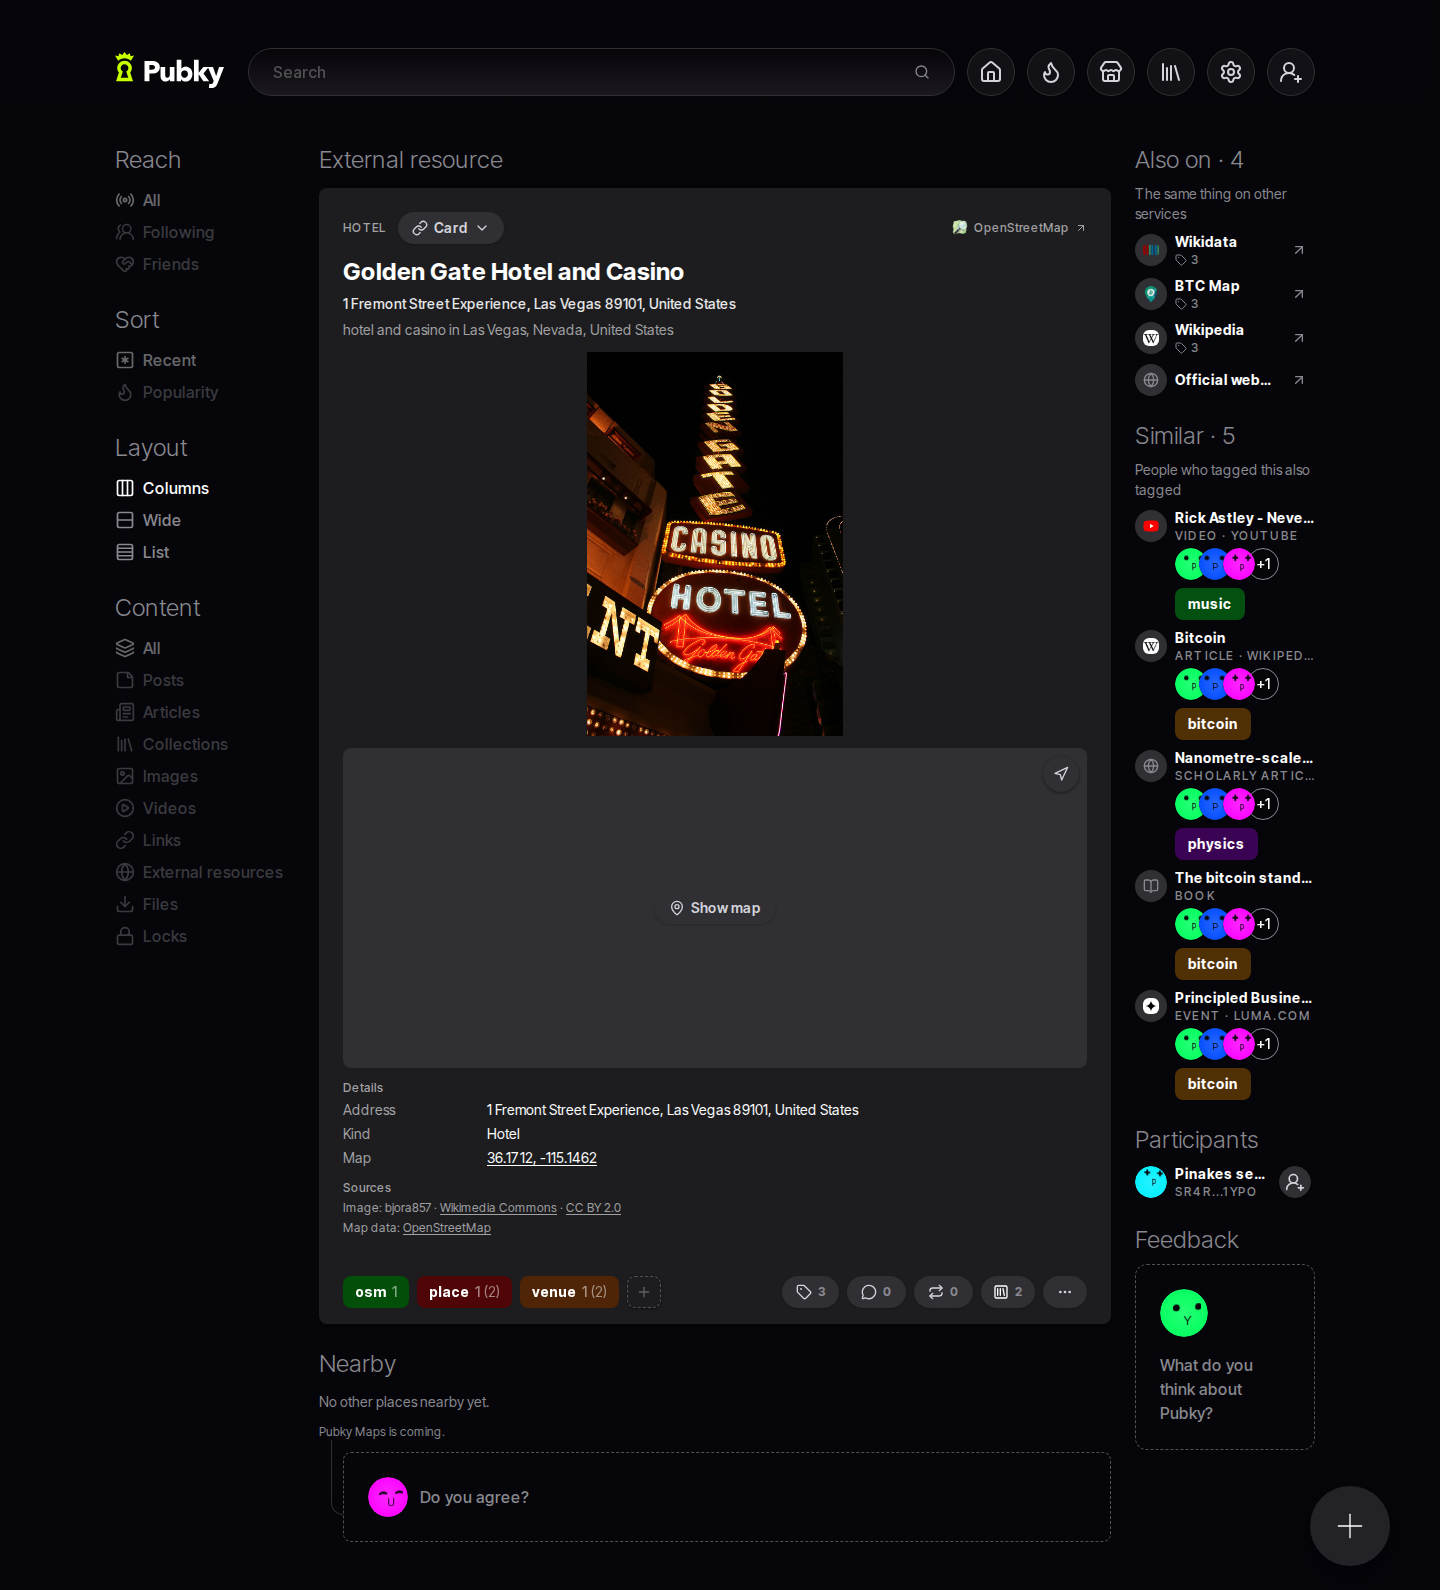 Pubky
Search
Reach
All
Following
Friends
Sort
Recent
Popularity
Layout
Columns
Wide
List
Content
All
Posts
Articles
Collections
Images
Videos
Links
External resources
Files
Locks
External resource
HOTEL
Card
OpenStreetMap
Golden Gate Hotel and Casino
1 Fremont Street Experience, Las Vegas 89101, United States
hotel and casino in Las Vegas, Nevada, United States
GOLDEN
GATE
CASINO
HOTEL
Golden Ga
Show map
Details
Address 1 Fremont Street Experience, Las Vegas 89101, United States
Kind Hotel
Map 36.1712, -115.1462
Sources
Image: bjora857 · Wikimedia Commons · CC BY 2.0
Map data: OpenStreetMap
osm 1
place 1 (2)
venue 1 (2)
3
0
0
2
Nearby
No other places nearby yet.
Pubky Maps is coming.
Do you agree?
Also on · 4
The same thing on other
services
Wikidata
3
BTC Map
3
Wikipedia
3
Official web...
Similar · 5
People who tagged this also
tagged
Rick Astley - Neve...
VIDEO · YOUTUBE
+1
music
Bitcoin
ARTICLE · WIKIPED...
+1
bitcoin
Nanometre-scale...
SCHOLARLY ARTIC...
+1
physics
The bitcoin stand...
BOOK
+1
bitcoin
Principled Busine...
EVENT · LUMA.COM
+1
bitcoin
Participants
Pinakes se...
SR4R...1YPO
Feedback
What do you
think about
Pubky?